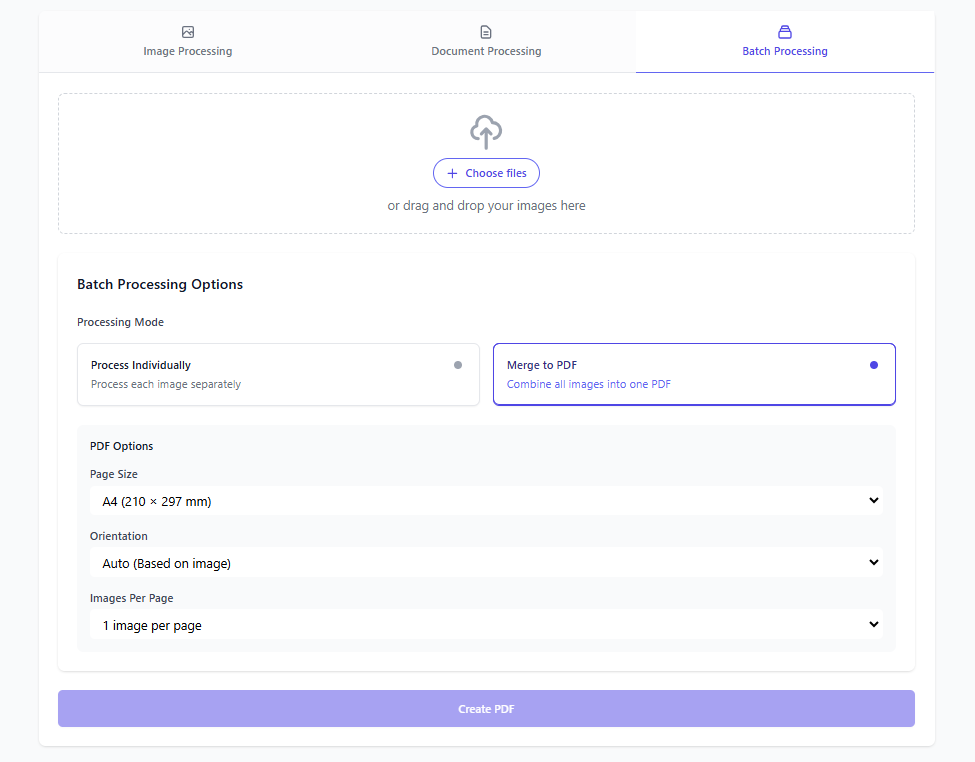 Image Processing
Document Processing
Batch Processing
Choose files
or drag and drop your images here
Batch Processing Options
Processing Mode
Process Individually
Process each image separately
Merge to PDF
Combine all images into one PDF
PDF Options
Page Size
A4 (210 × 297 mm)
Orientation
Auto (Based on image)
Images Per Page
1 image per page
Create PDF